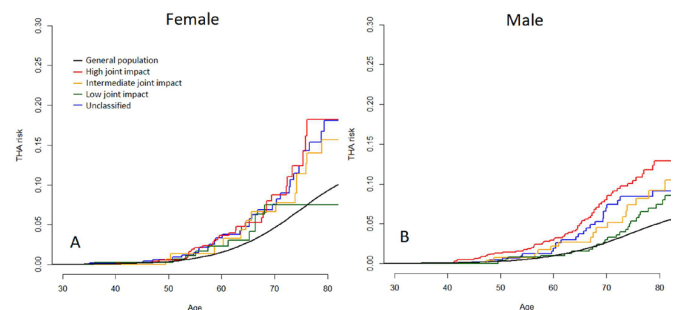 Female
Male
0.30
0.25
0.20
0.15
0.10
0.05
0.00
THA risk
General population
High joint impact
Intermediate joint impact
Low joint impact
Unclassified
A
30 40 50 60 70 80
Age
0.30
0.25
0.20
0.15
0.10
0.05
0.00
THA risk
B
30 40 50 60 70 80
Age